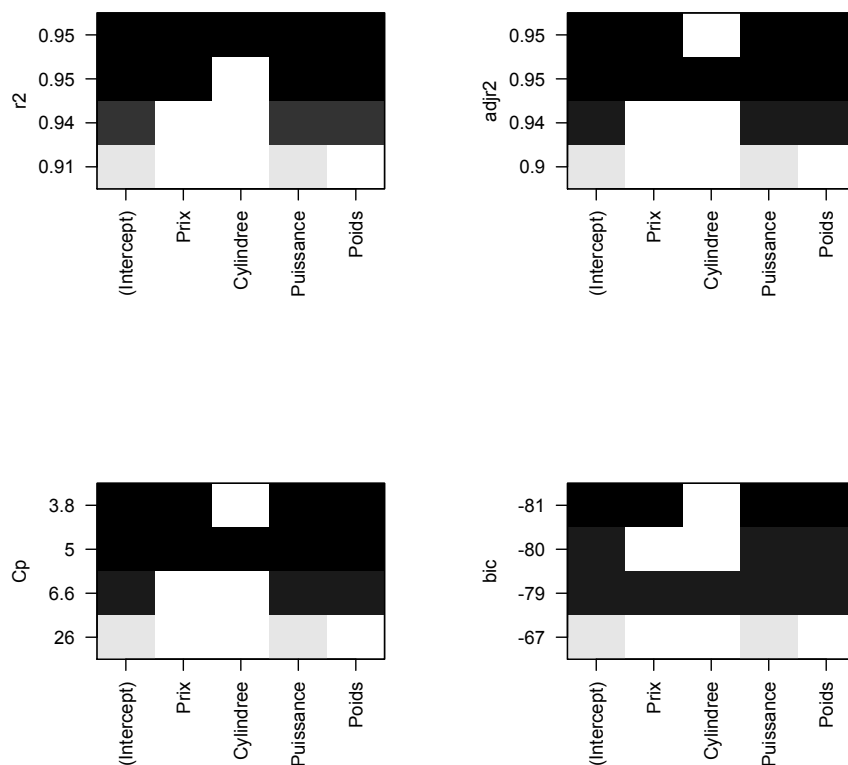 r2
0.95
0.95
0.94
0.91
(Intercept)
Prix
Cylindree
Puissance
Poids
adjr2
0.95
0.95
0.94
0.9
(Intercept)
Prix
Cylindree
Puissance
Poids
Cp
3.8
5
6.6
26
(Intercept)
Prix
Cylindree
Puissance
Poids
bic
-81
-80
-79
-67
(Intercept)
Prix
Cylindree
Puissance
Poids